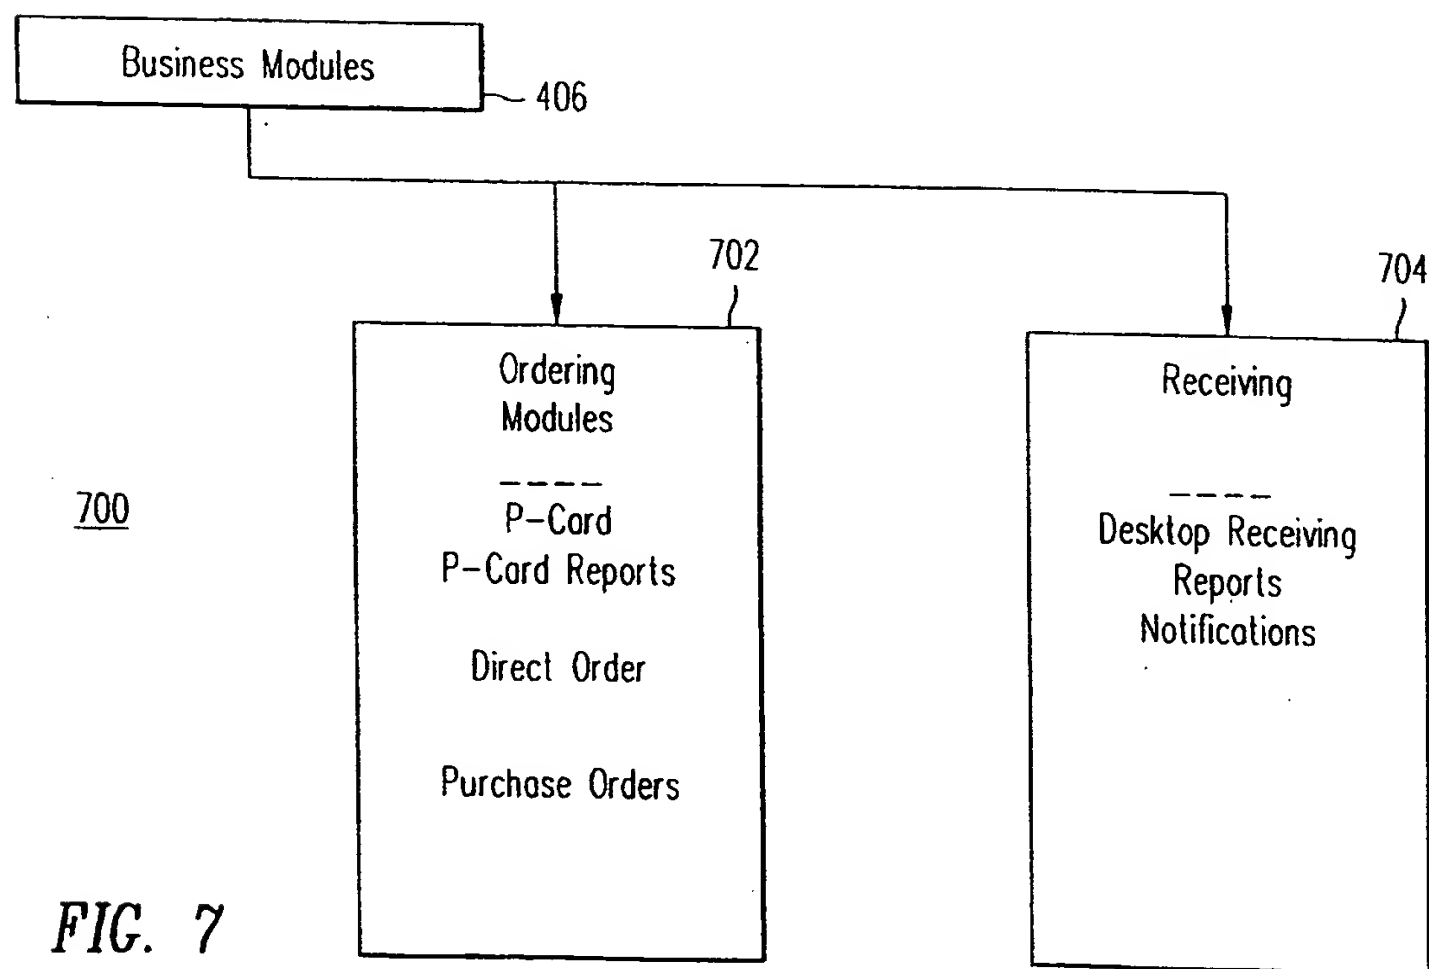 Business Modules
406
702
704
Ordering
Modules
Receiving
----
----
700
P-Card
P-Card Reports
Desktop Receiving
Reports
Notifications
Direct Order
Purchase Orders
FIG. 7